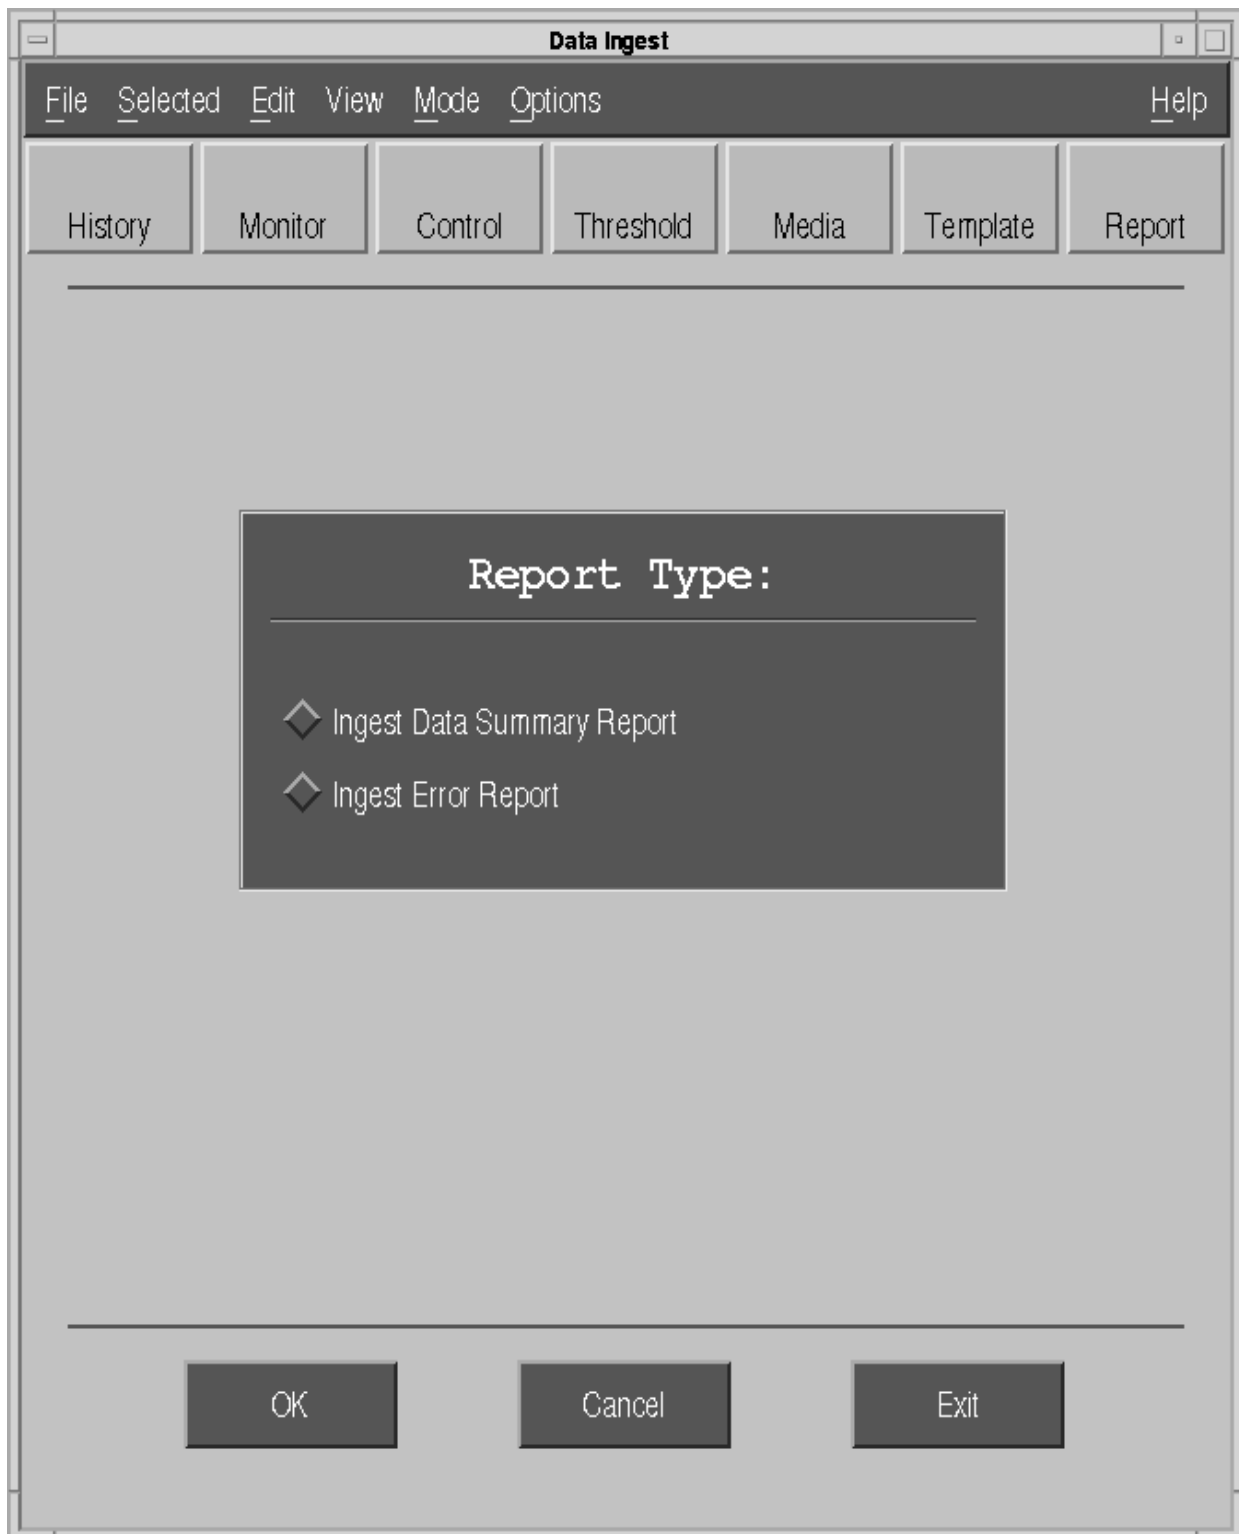 Data Ingest
File Selected Edit View Mode Options Help
History Monitor Control Threshold Media Template Report
Report Type:
Ingest Data Summary Report
Ingest Error Report
OK Cancel Exit